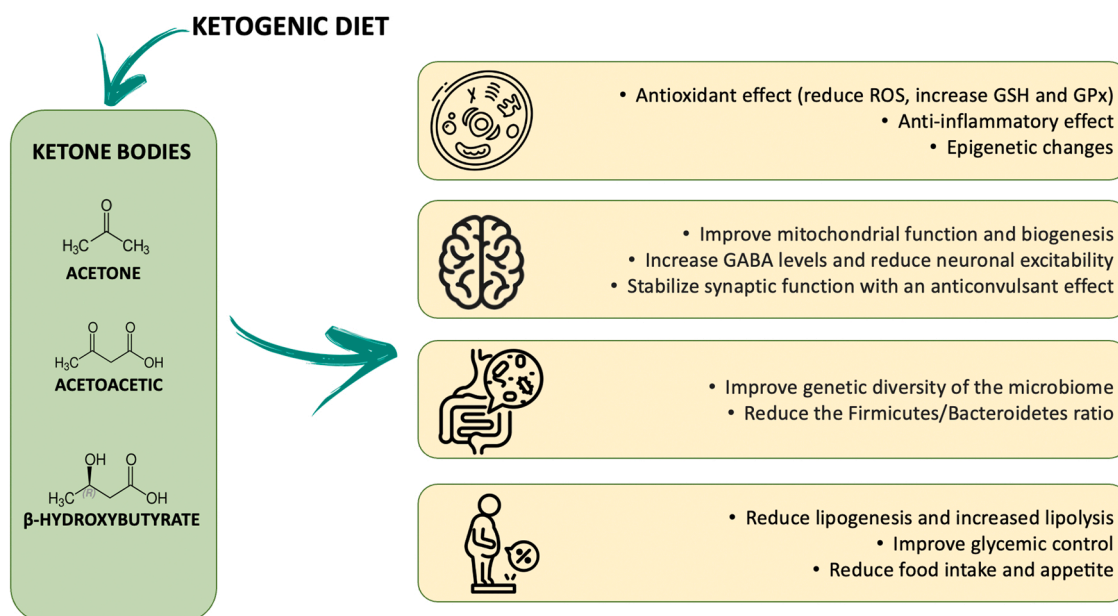 KETOGENIC DIET
KETONE BODIES
O
H₃C CH₃
ACETONE
O O
H₃C OH
ACETOACETIC
OH O
H₃C (R) OH
β-HYDROXYBUTYRATE
• Antioxidant effect (reduce ROS, increase GSH and GPx)
• Anti-inflammatory effect
• Epigenetic changes
• Improve mitochondrial function and biogenesis
• Increase GABA levels and reduce neuronal excitability
• Stabilize synaptic function with an anticonvulsant effect
• Improve genetic diversity of the microbiome
• Reduce the Firmicutes/Bacteroidetes ratio
%
• Reduce lipogenesis and increased lipolysis
• Improve glycemic control
• Reduce food intake and appetite